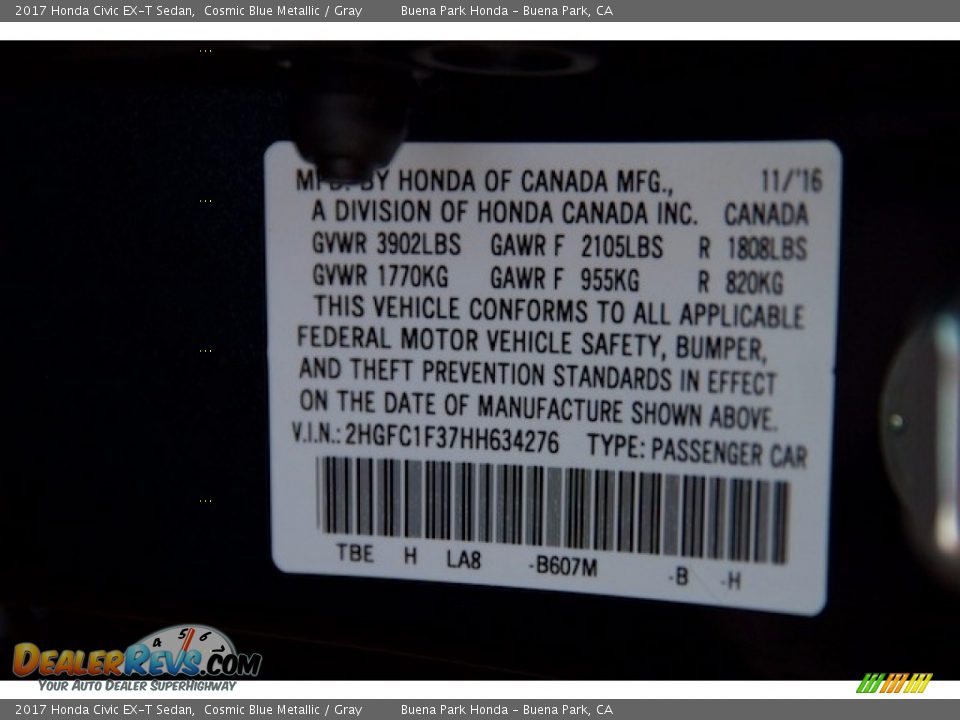 2017 Honda Civic EX-T Sedan, Cosmic Blue Metallic / Gray Buena Park Honda - Buena Park, CA
MFD. BY HONDA OF CANADA MFG., 11/'16
A DIVISION OF HONDA CANADA INC. CANADA
GVWR 3902LBS GAWR F 2105LBS R 1808LBS
GVWR 1770KG GAWR F 955KG R 820KG
THIS VEHICLE CONFORMS TO ALL APPLICABLE
FEDERAL MOTOR VEHICLE SAFETY, BUMPER,
AND THEFT PREVENTION STANDARDS IN EFFECT
ON THE DATE OF MANUFACTURE SHOWN ABOVE.
V.I.N.: 2HGFC1F37HH634276 TYPE: PASSENGER CAR
TBE H LA8 -B607M -B -H
4 5 6
DEALERREVS.COM
YOUR AUTO DEALER SUPERHIGHWAY
2017 Honda Civic EX-T Sedan, Cosmic Blue Metallic / Gray Buena Park Honda - Buena Park, CA